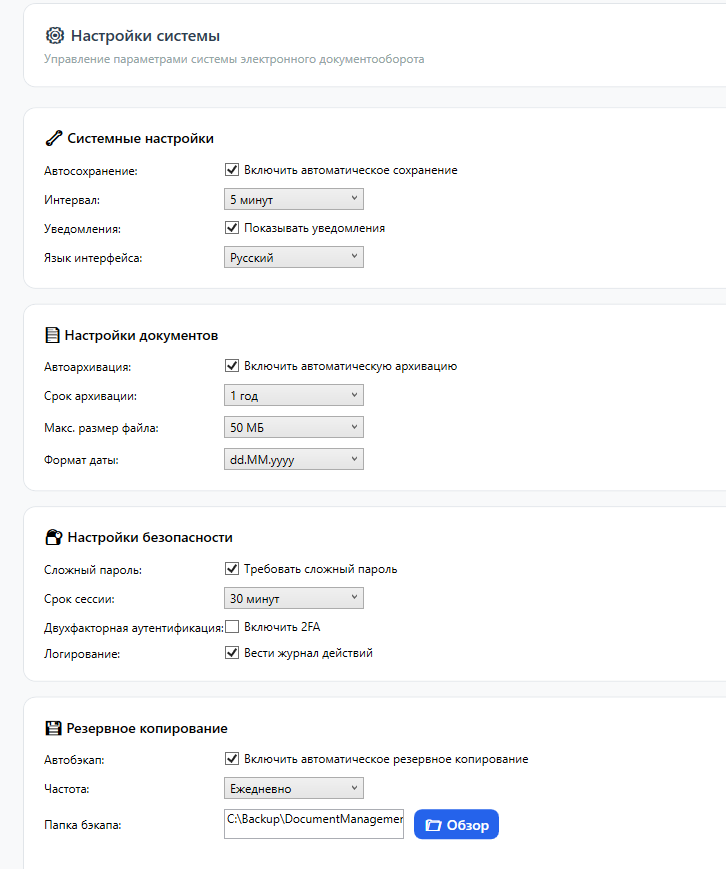 Настройки системы
Управление параметрами системы электронного документооборота
Системные настройки
Автосохранение: Включить автоматическое сохранение
Интервал: 5 минут
Уведомления: Показывать уведомления
Язык интерфейса: Русский
Настройки документов
Автоархивация: Включить автоматическую архивацию
Срок архивации: 1 год
Макс. размер файла: 50 МБ
Формат даты: dd.MM.yyyy
Настройки безопасности
Сложный пароль: Требовать сложный пароль
Срок сессии: 30 минут
Двухфакторная аутентификация: Включить 2FA
Логирование: Вести журнал действий
Резервное копирование
Автобэкап: Включить автоматическое резервное копирование
Частота: Ежедневно
Папка бэкапа: C:\Backup\DocumentManagemer Обзор